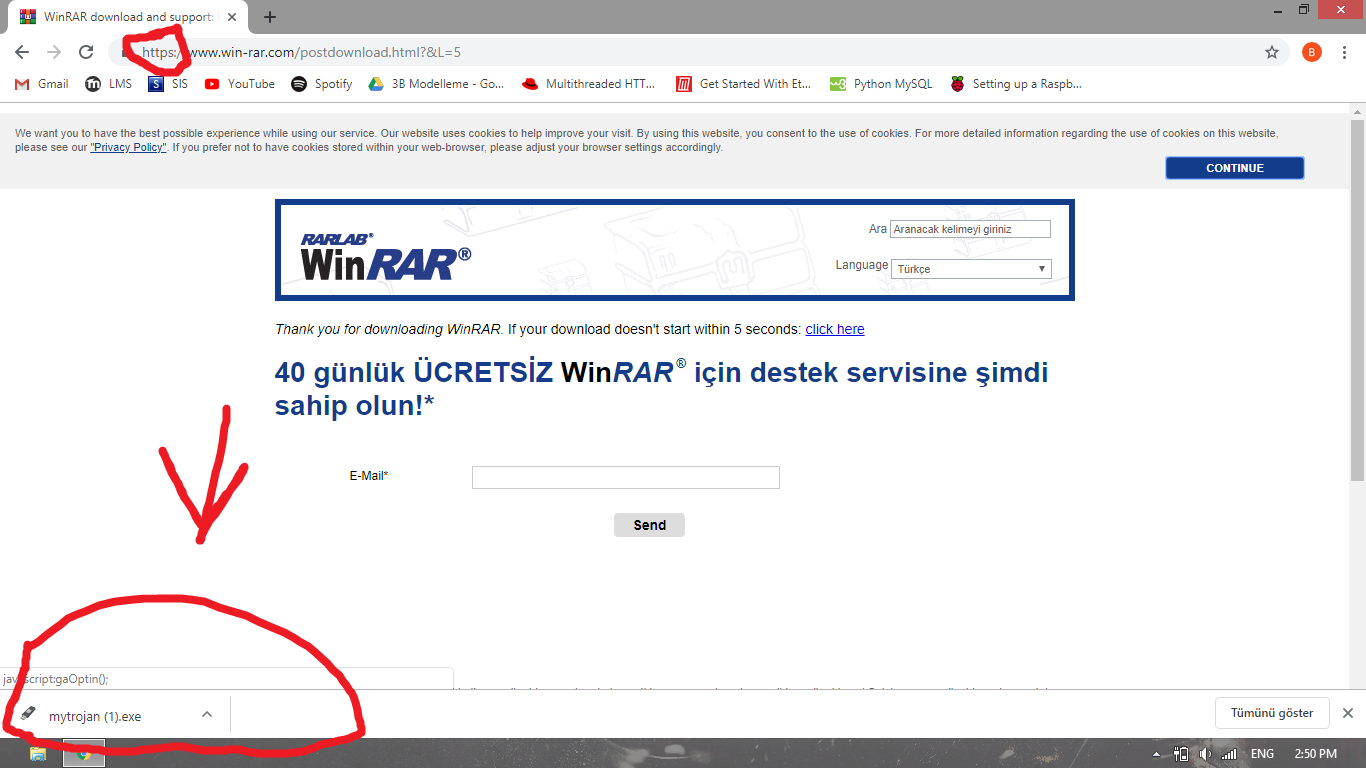 WinRAR download and support:
https://www.win-rar.com/postdownload.html?&L=5
B
Gmail LMS SIS YouTube Spotify 3B Modelleme - Go... Multithreaded HTT... Get Started With Et... Python MySQL Setting up a Raspb...
We want you to have the best possible experience while using our service. Our website uses cookies to help improve your visit. By using this website, you consent to the use of cookies. For more detailed information regarding the use of cookies on this website,
please see our "Privacy Policy". If you prefer not to have cookies stored within your web-browser, please adjust your browser settings accordingly.
CONTINUE
RARLAB®
WinRAR®
Ara Aranacak kelimeyi giriniz
Language Türkçe
Thank you for downloading WinRAR. If your download doesn't start within 5 seconds: click here
40 günlük ÜCRETSİZ WinRAR® için destek servisine şimdi
sahip olun!*
E-Mail*
Send
javascript:gaOptin();
mytrojan (1).exe
Tümünü göster
ENG 2:50 PM